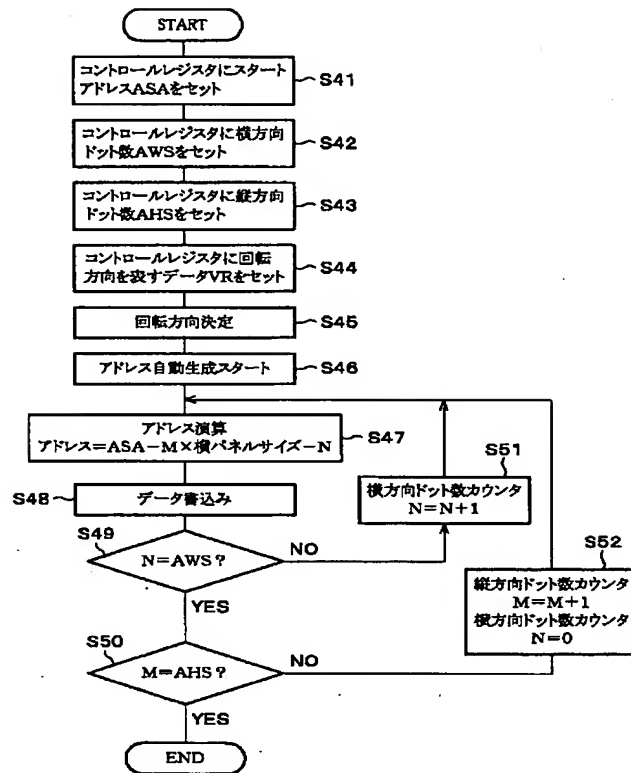 START
コントロールレジスタにスタート
アドレスASAをセット
S41
コントロールレジスタに横方向
ドット数AWSをセット
S42
コントロールレジスタに縦方向
ドット数AHSをセット
S43
コントロールレジスタに回転
方向を表すデータVRをセット
S44
回転方向決定
S45
アドレス自動生成スタート
S46
アドレス演算
アドレス=ASA-M×横パネルサイズ-N
S47
S48
データ書込み
S49
N=AWS?
NO
YES
S51
横方向ドット数カウンタ
N=N+1
S50
M=AHS?
NO
YES
S52
縦方向ドット数カウンタ
M=M+1
横方向ドット数カウンタ
N=0
END